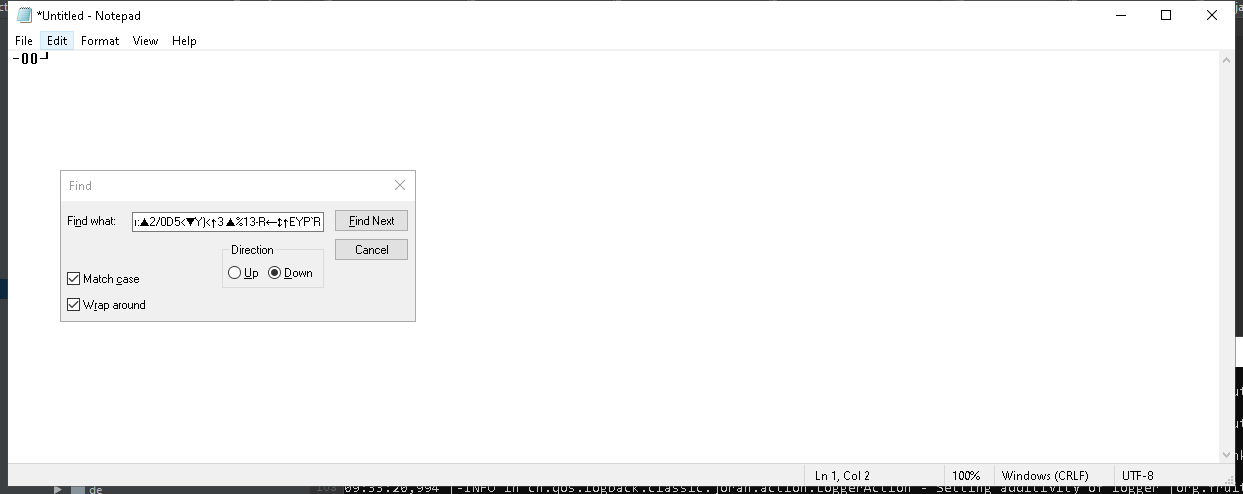 *Untitled - Notepad
File Edit Format View Help
-00┘
Find
Find what: ı:▲2/0D5<▼Y}<↑3▲%13-R←↕↑EYP`R Find Next
Direction Cancel
Up Down
Match case
Wrap around
Ln 1, Col 2 100% Windows (CRLF) UTF-8
de 09:33:20,994 |-INFO in ch.qos.logback.classic.joran.action.LoggerAction - Setting additivity of logger